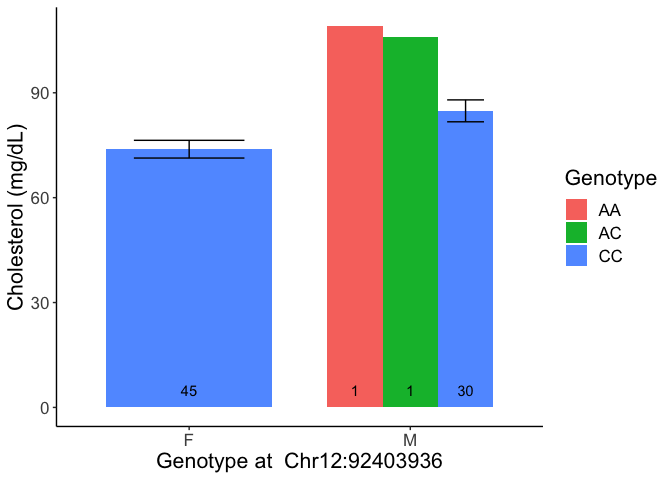 Cholesterol (mg/dL)
90
60
30
0
45
1
1
30
F
M
Genotype at  Chr12:92403936
Genotype
AA
AC
CC